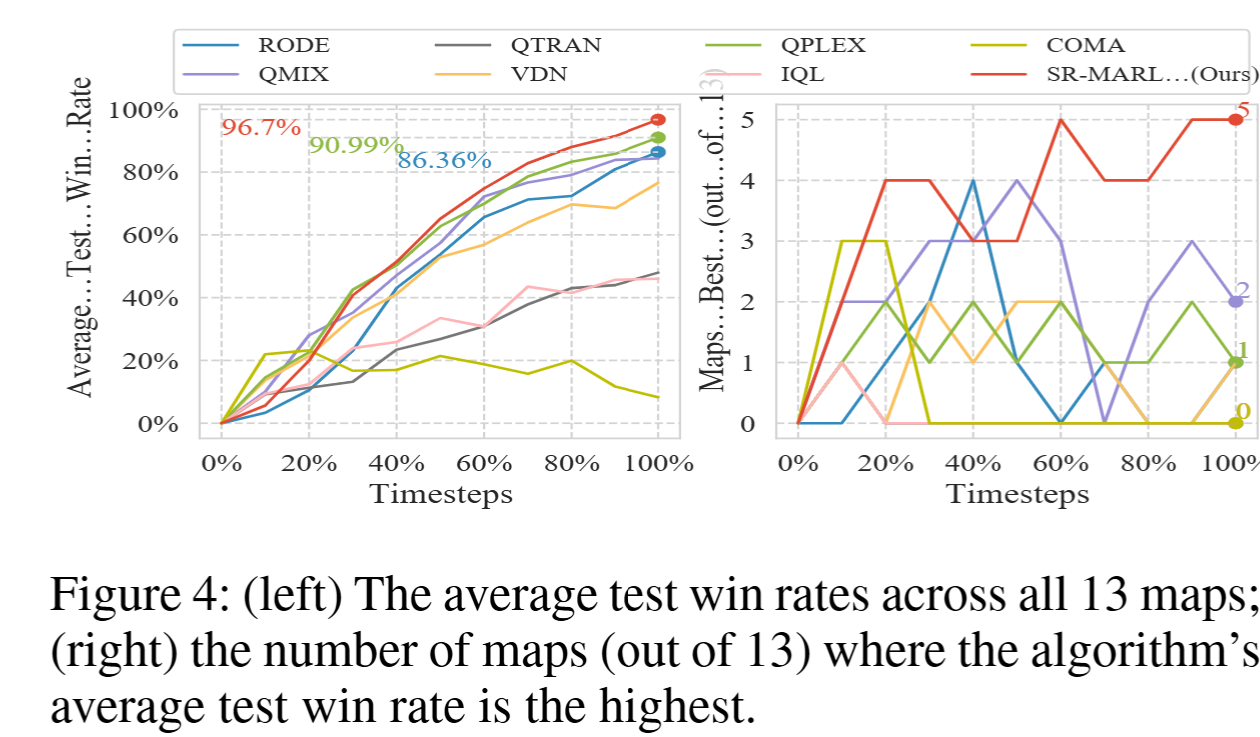 RODE QTRAN QPLEX COMA
QMIX VDN IQL SR-MARL...(Ours)
Average...Test...Win...Rate
100%
80%
60%
40%
20%
0%
96.7%
90.99%
86.36%
0% 20% 40% 60% 80% 100%
Timesteps
Maps...Best...(out...of...13)
5
4
3
2
1
0
5
2
1
0
0% 20% 40% 60% 80% 100%
Timesteps
Figure 4: (left) The average test win rates across all 13 maps;
(right) the number of maps (out of 13) where the algorithm's
average test win rate is the highest.